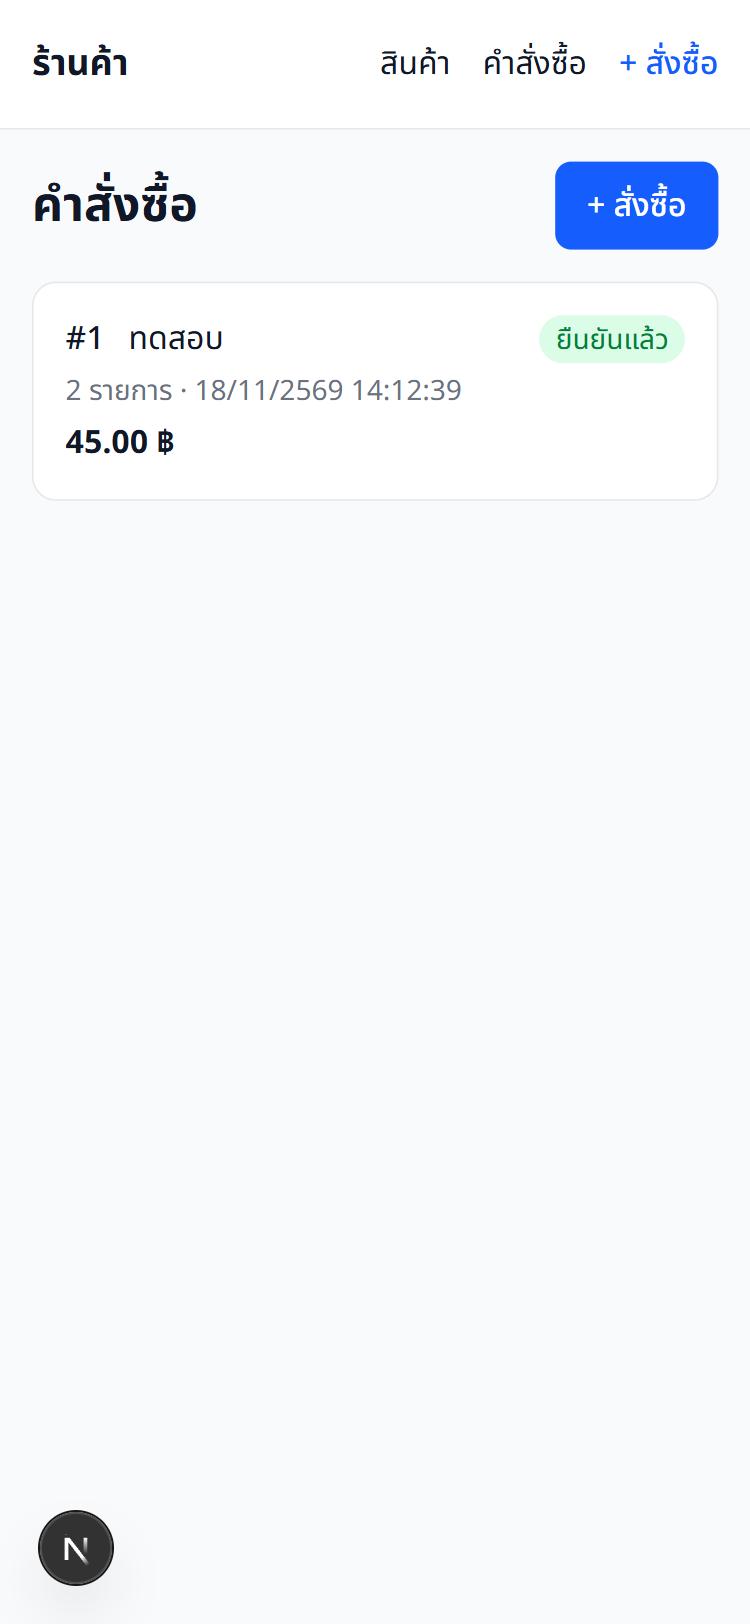 ร้านค้า สินค้า คำสั่งซื้อ + สั่งซื้อ
คำสั่งซื้อ + สั่งซื้อ
#1 ทดสอบ ยืนยันแล้ว
2 รายการ · 18/11/2569 14:12:39
45.00 ฿
N